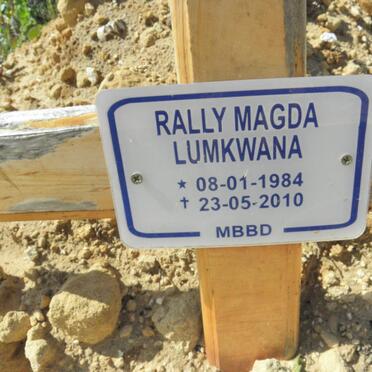 RALLY MAGDA
LUMKWANA
★ 08-01-1984
✝ 23-05-2010
MBBD